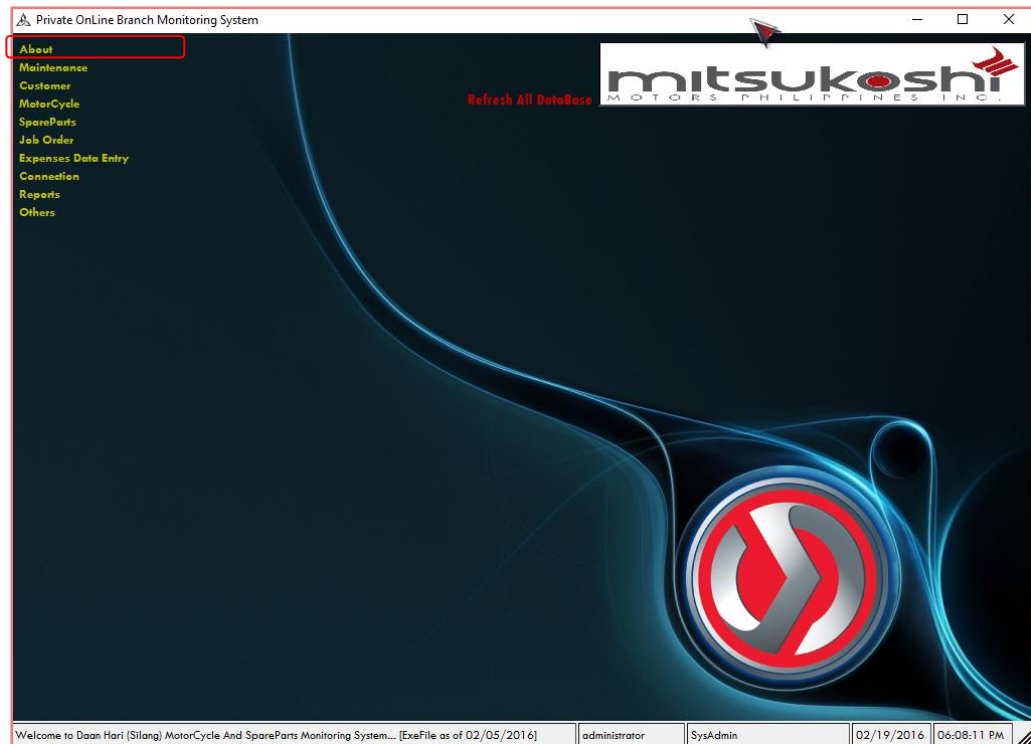 Private OnLine Branch Monitoring System
About
Maintenance
Customer
MotorCycle
SpareParts
Job Order
Expenses Data Entry
Connection
Reports
Others
Refresh All DataBase
mitsukoshi
MOTORS PHILIPPINES INC.
Welcome to Daan Hari (Silang) MotorCycle And SpareParts Monitoring System... [ExeFile as of 02/05/2016]
administrator
SysAdmin
02/19/2016
06:08:11 PM